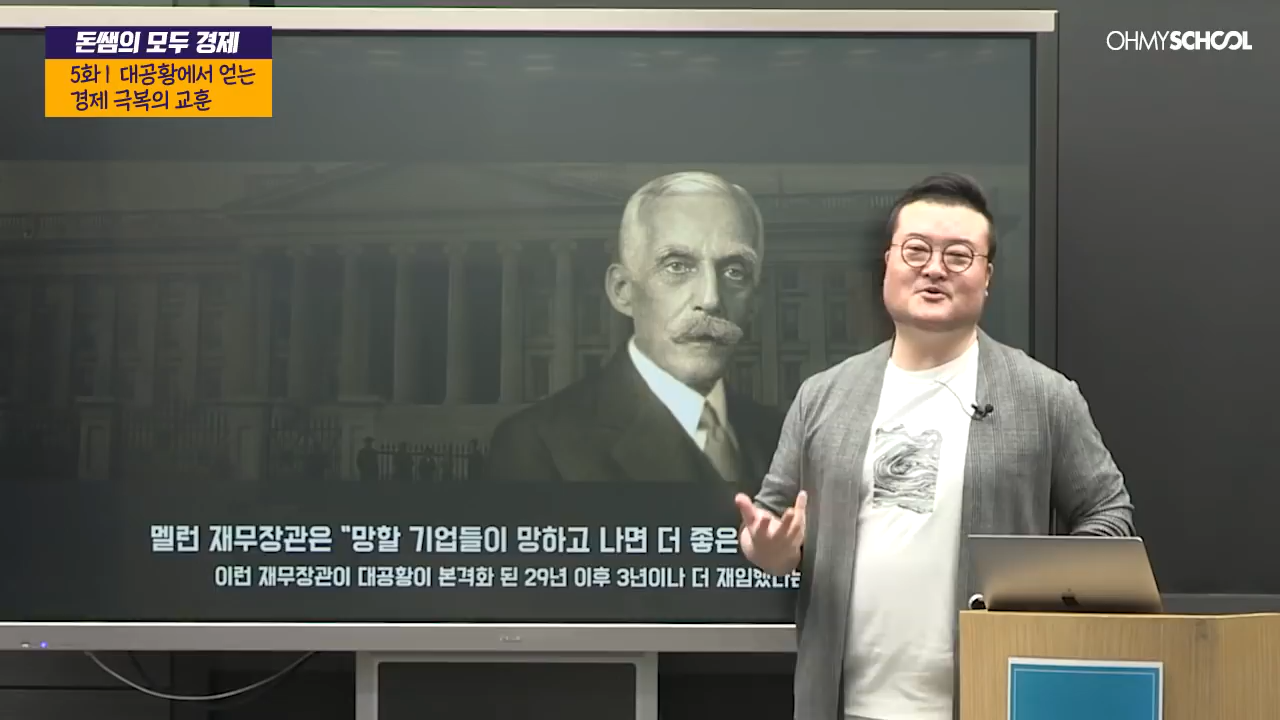 돈쌤의 모두 경제
5화 | 대공황에서 얻는
경제 극복의 교훈
OHMYSCHOOL
멜런 재무장관은 "망할 기업들이 망하고 나면 더 좋은
이런 재무장관이 대공황이 본격화 된 29년 이후 3년이나 더 재임했다는